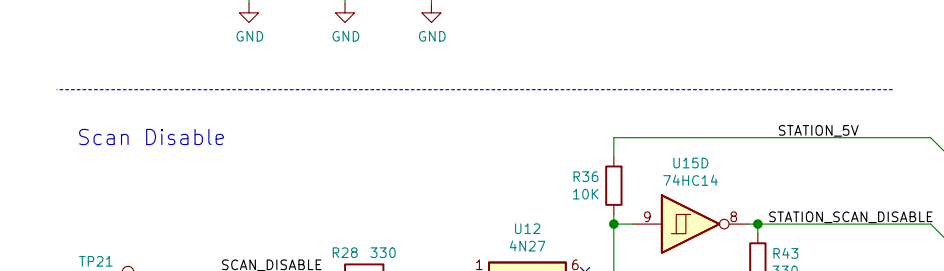 GND GND GND
Scan Disable
STATION_5V
U15D
74HC14
R36
10K
9
8
STATION_SCAN_DISABLE
U12
4N27
R28 330
R43
330
TP21
SCAN_DISABLE
1
6